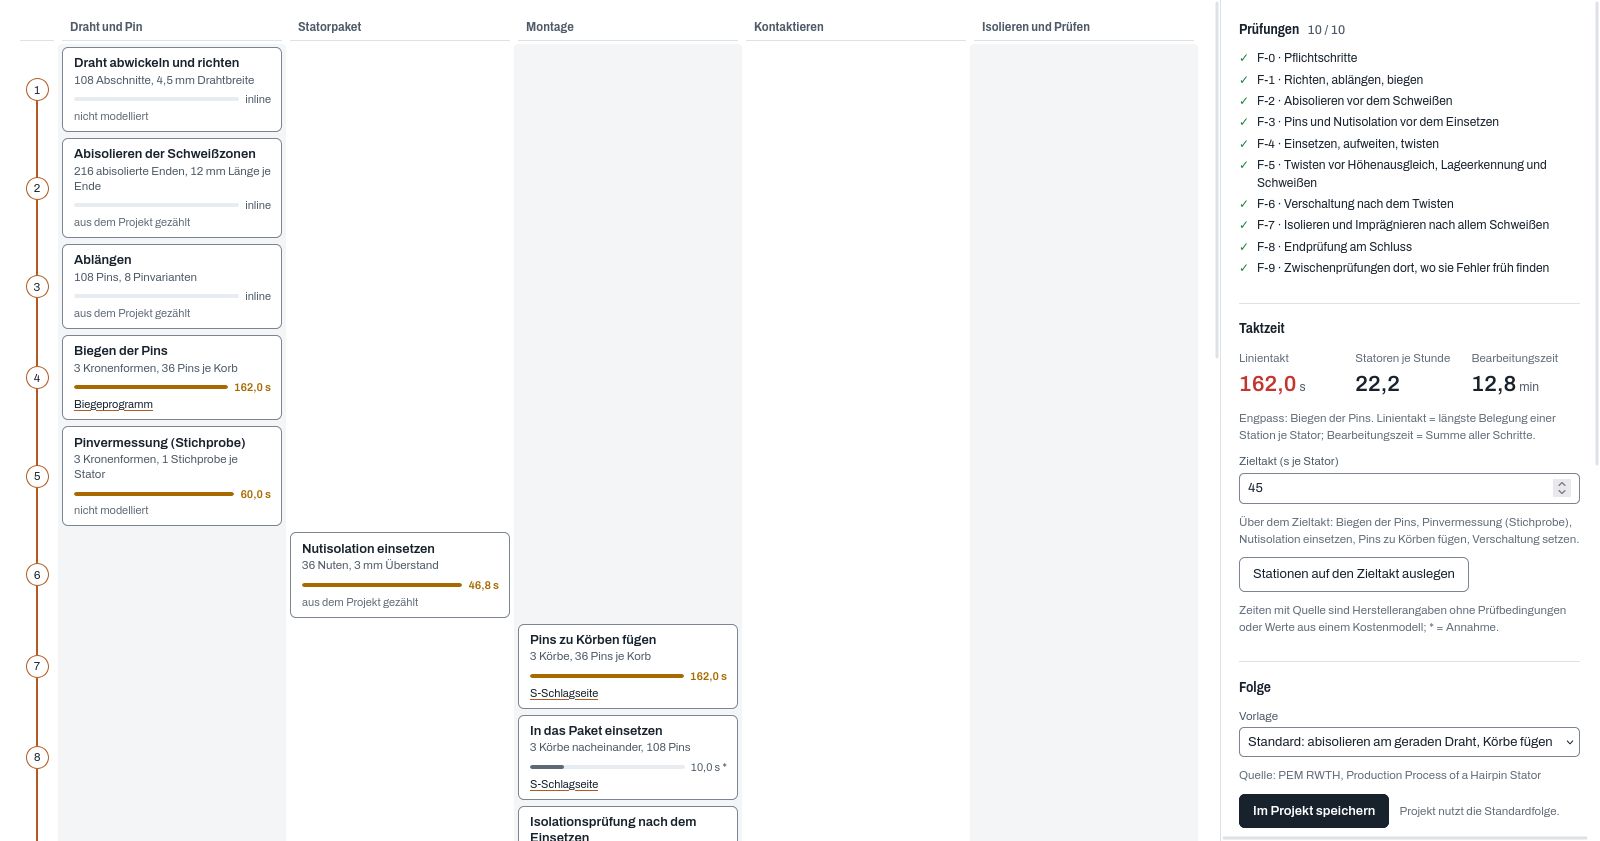 Draht und Pin
Statorpaket
Montage
Kontaktieren
Isolieren und Prüfen
1
Draht abwickeln und richten
108 Abschnitte, 4,5 mm Drahtbreite
inline
nicht modelliert
2
Abisolieren der Schweißzonen
216 abisolierte Enden, 12 mm Länge je
Ende
inline
aus dem Projekt gezählt
3
Ablängen
108 Pins, 8 Pinvarianten
inline
aus dem Projekt gezählt
4
Biegen der Pins
3 Kronenformen, 36 Pins je Korb
162,0 s
Biegeprogramm
5
Pinvermessung (Stichprobe)
3 Kronenformen, 1 Stichprobe je
Stator
60,0 s
nicht modelliert
6
Nutisolation einsetzen
36 Nuten, 3 mm Überstand
46,8 s
aus dem Projekt gezählt
7
Pins zu Körben fügen
3 Körbe, 36 Pins je Korb
162,0 s
S-Schlagseite
8
In das Paket einsetzen
3 Körbe nacheinander, 108 Pins
10,0 s *
S-Schlagseite
Isolationsprüfung nach dem
Einsetzen
Prüfungen 10 / 10
✓ F-0 · Pflichtschritte
✓ F-1 · Richten, ablängen, biegen
✓ F-2 · Abisolieren vor dem Schweißen
✓ F-3 · Pins und Nutisolation vor dem Einsetzen
✓ F-4 · Einsetzen, aufweiten, twisten
✓ F-5 · Twisten vor Höhenausgleich, Lageerkennung und
Schweißen
✓ F-6 · Verschaltung nach dem Twisten
✓ F-7 · Isolieren und Imprägnieren nach allem Schweißen
✓ F-8 · Endprüfung am Schluss
✓ F-9 · Zwischenprüfungen dort, wo sie Fehler früh finden
Taktzeit
Linientakt
Statoren je Stunde
Bearbeitungszeit
162,0 s
22,2
12,8 min
Engpass: Biegen der Pins. Linientakt = längste Belegung einer
Station je Stator; Bearbeitungszeit = Summe aller Schritte.
Zieltakt (s je Stator)
45
Über dem Zieltakt: Biegen der Pins, Pinvermessung (Stichprobe),
Nutisolation einsetzen, Pins zu Körben fügen, Verschaltung setzen.
Stationen auf den Zieltakt auslegen
Zeiten mit Quelle sind Herstellerangaben ohne Prüfbedingungen
oder Werte aus einem Kostenmodell; * = Annahme.
Folge
Vorlage
Standard: abisolieren am geraden Draht, Körbe fügen
Quelle: PEM RWTH, Production Process of a Hairpin Stator
Im Projekt speichern
Projekt nutzt die Standardfolge.